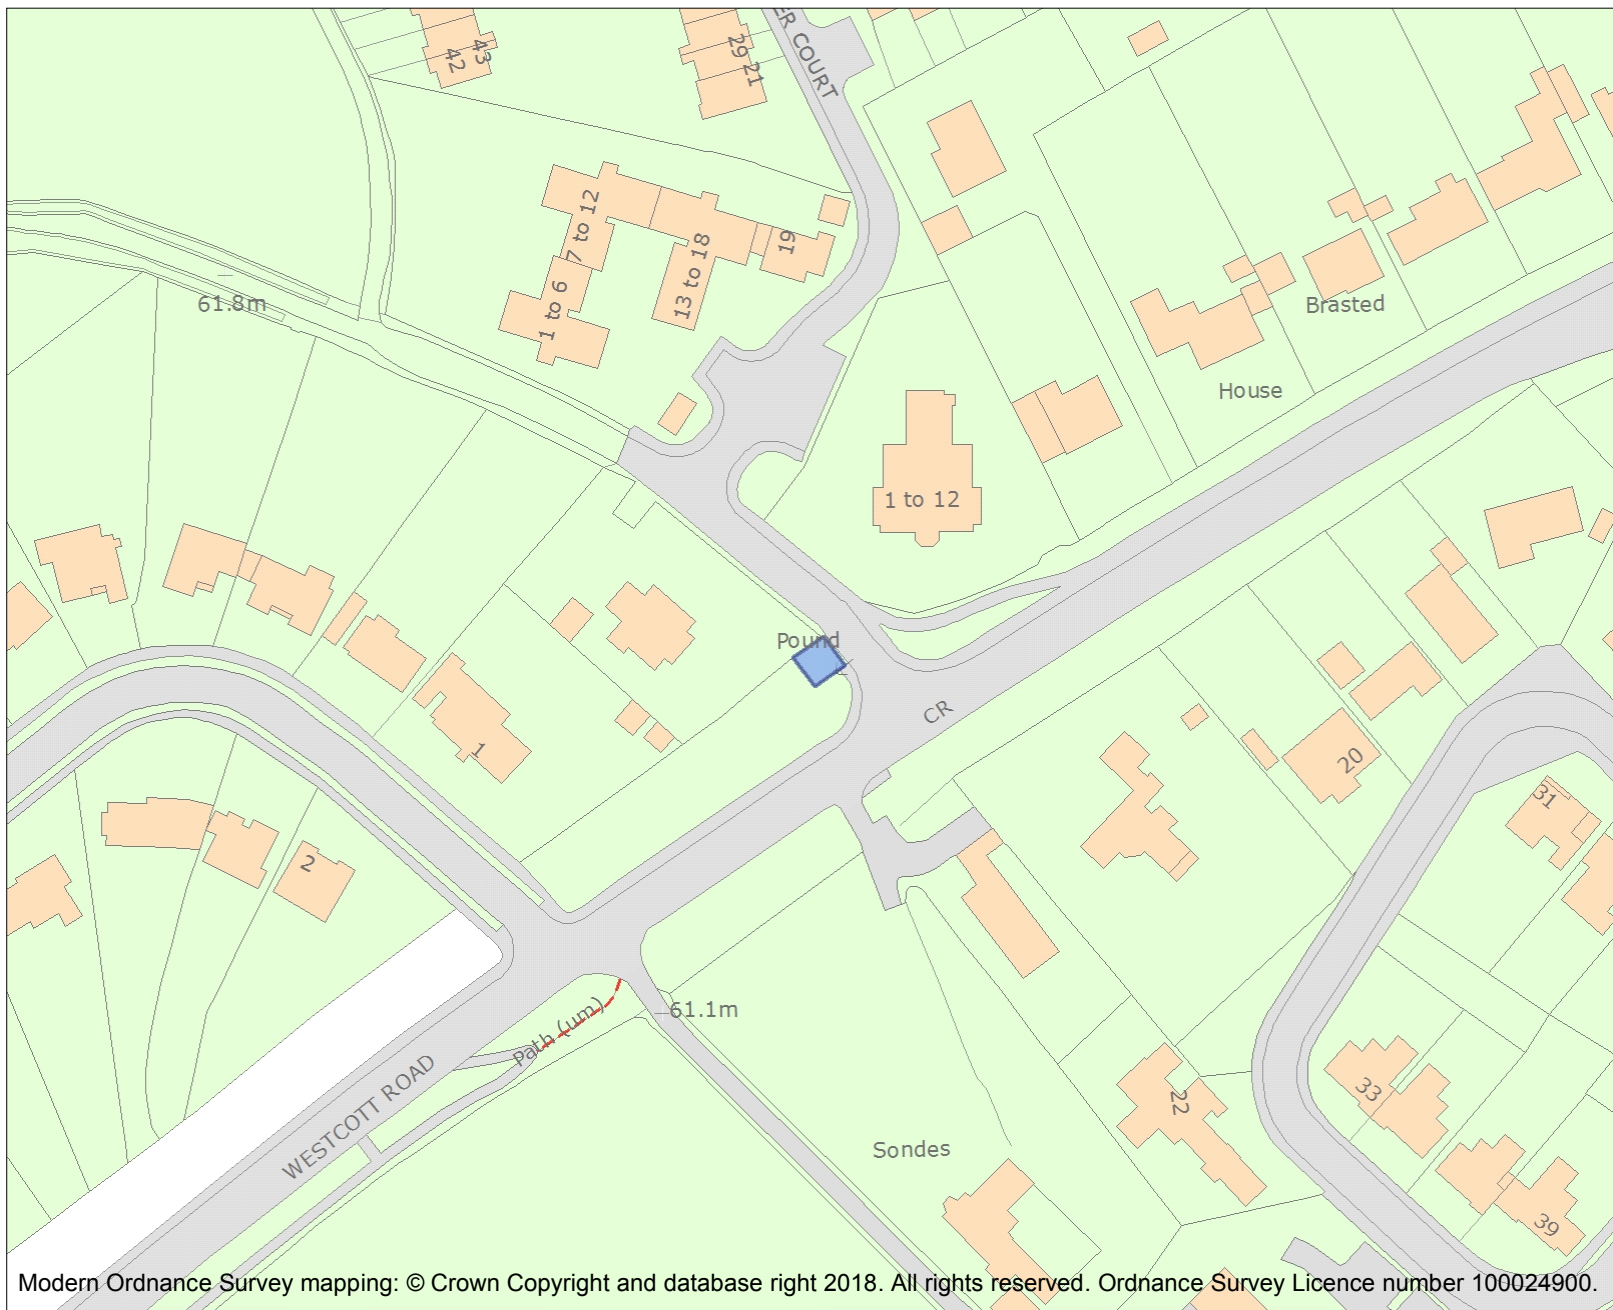 43
42
29 21
ER COURT
7 to 12
19
13 to 18
1 to 6
61.8m
Brasted
House
1 to 12
Pound
CR
1
20
31
2
Path (um)
61.1m
WESTCOTT ROAD
33
22
Sondes
39
Modern Ordnance Survey mapping: © Crown Copyright and database right 2018. All rights reserved. Ordnance Survey Licence number 100024900.